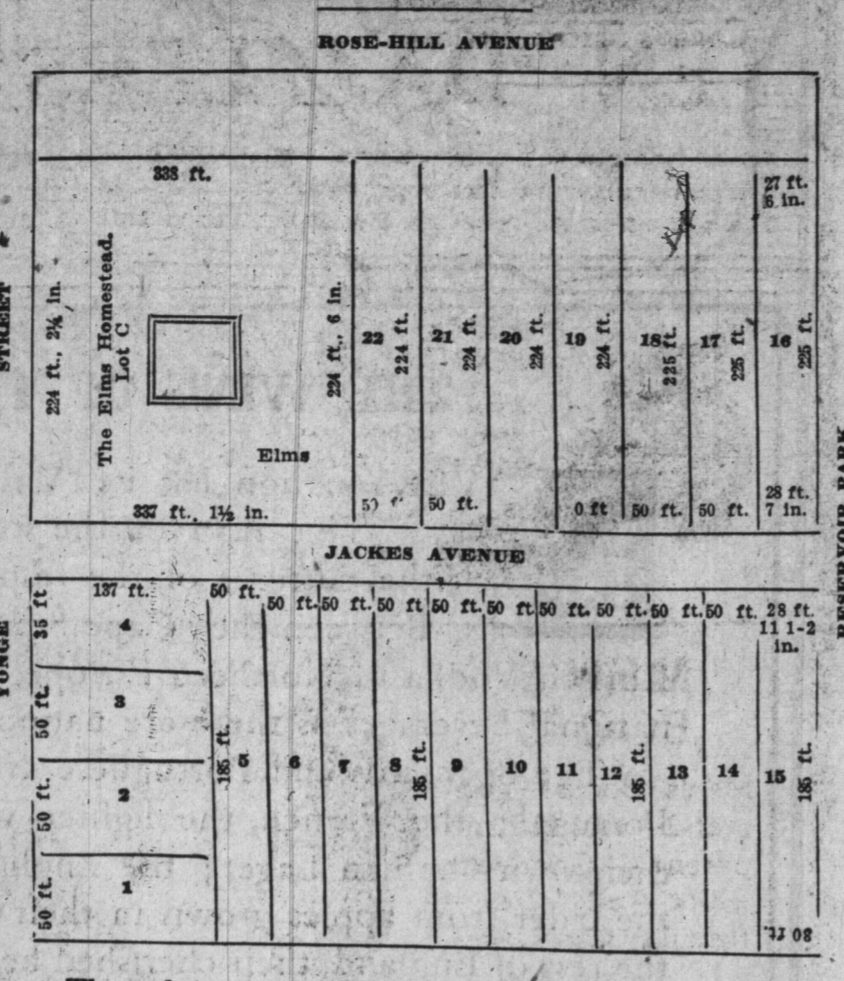 ROSE-HILL AVENUE
338 ft.
27 ft.
6 in.
STREET
224 ft., 2¼ in.
The Elms Homestead.
Lot C
224 ft., 6 in.
22
224 ft.
21
224 ft.
20
224 ft.
19
224 ft.
18
225 ft.
17
225 ft.
16
225 ft.
Elms
337 ft. 1½ in.
50 ft.
0 ft
50 ft.
50 ft.
28 ft.
7 in.
JACKES AVENUE
RESERVOIR PARK
YONGE
137 ft.
50 ft.
50 ft.
50 ft.
50 ft
50 ft.
50 ft.
50 ft.
50 ft.
50 ft.
50 ft.
28 ft.
11 1-2
in.
35 ft
4
50 ft.
3
50 ft.
2
50 ft.
1
185 ft.
5
6
7
8
185 ft.
9
10
11
12
185 ft.
13
14
15
185 ft.
30 ft.